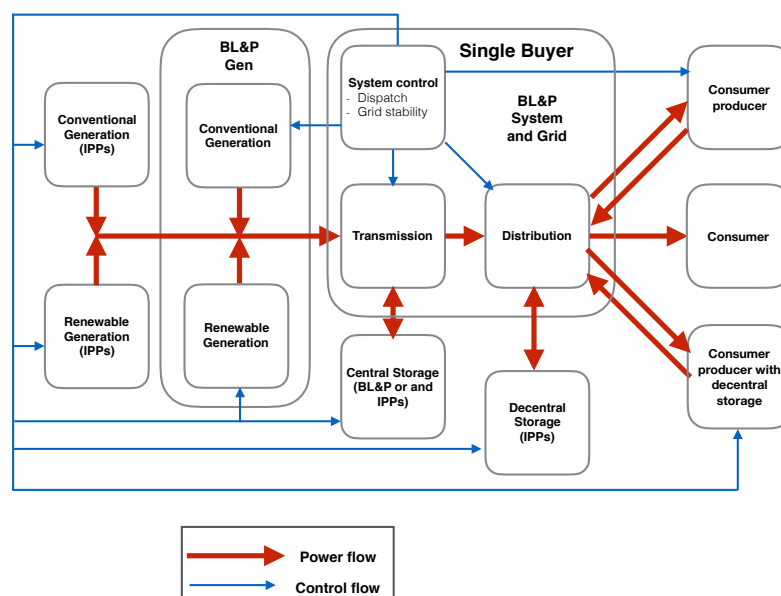 BL&P
Gen
Single Buyer
System control
- Dispatch
- Grid stability
BL&P
System
and Grid
Conventional
Generation
(IPPs)
Conventional
Generation
Consumer
producer
Transmission
Distribution
Consumer
Renewable
Generation
(IPPs)
Renewable
Generation
Central Storage
(BL&P or and
IPPs)
Decentral
Storage
(IPPs)
Consumer
producer with
decentral
storage
Power flow
Control flow